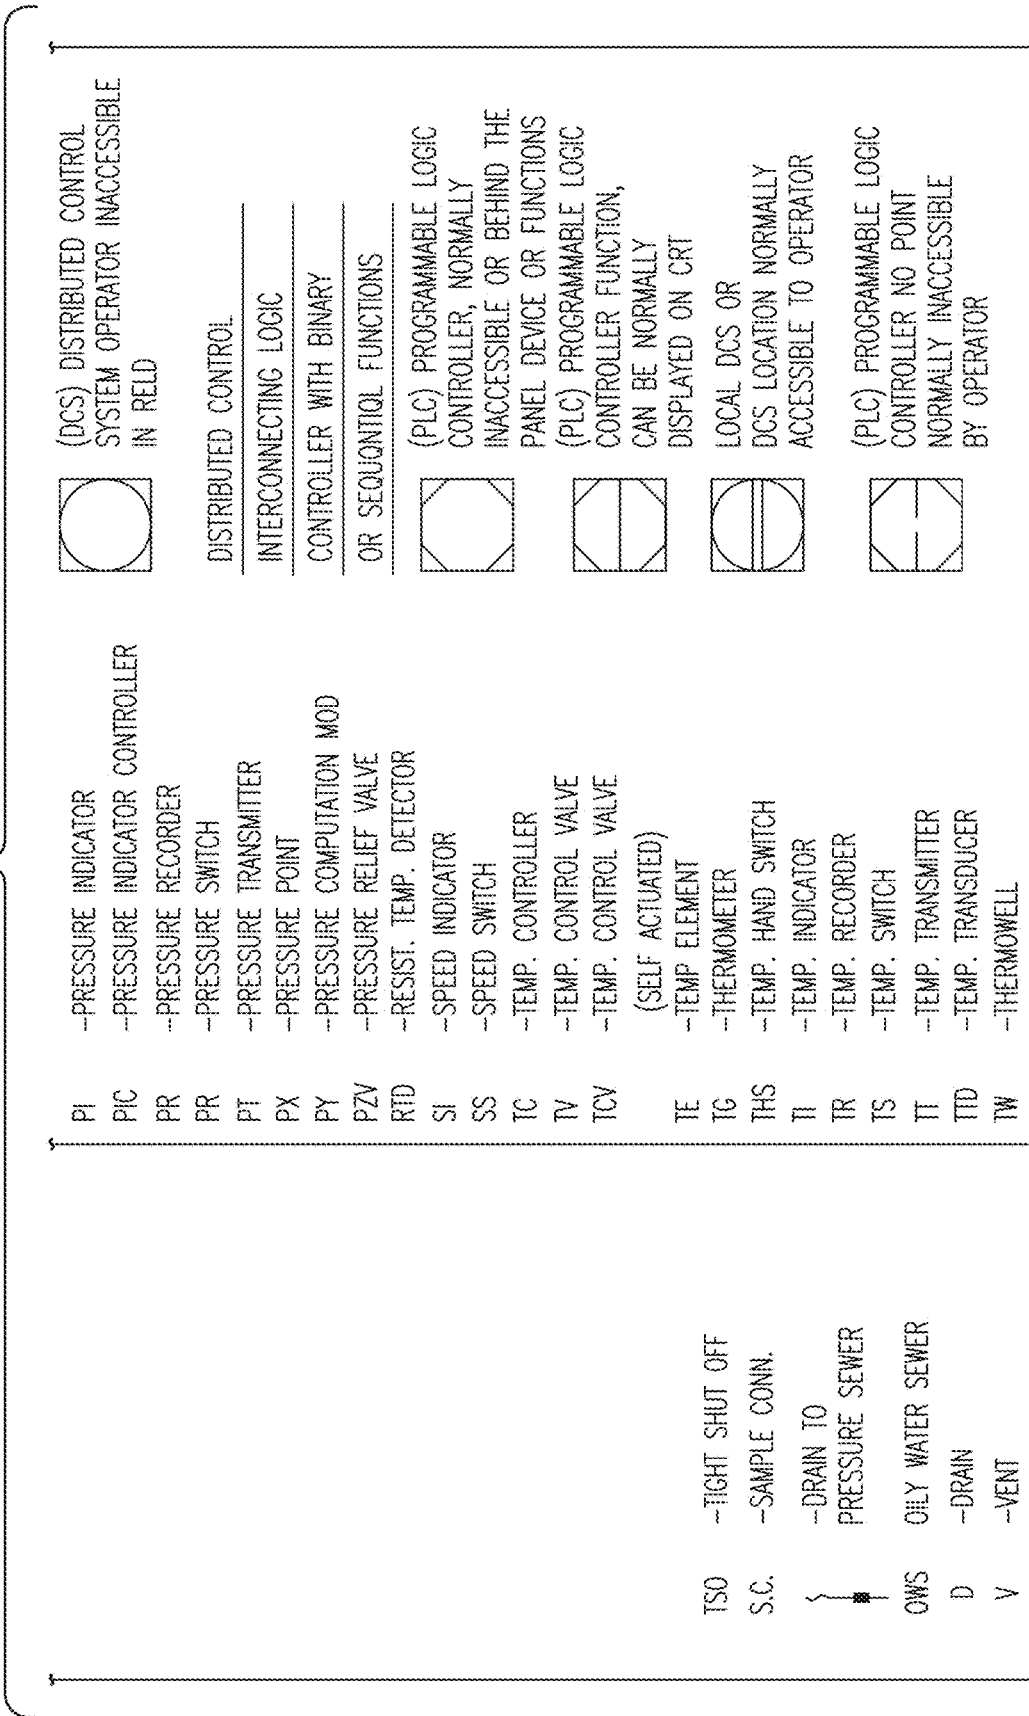 TSO --TIGHT SHUT OFF
S.C. --SAMPLE CONN.
--DRAIN TO
PRESSURE SEWER
OWS OILY WATER SEWER
D --DRAIN
V --VENT
PI --PRESSURE INDICATOR
PIC --PRESSURE INDICATOR CONTROLLER
PR --PRESSURE RECORDER
PR --PRESSURE SWITCH
PT --PRESSURE TRANSMITTER
PX --PRESSURE POINT
PY --PRESSURE COMPUTATION MOD
PZV --PRESSURE RELIEF VALVE
RTD --RESIST. TEMP. DETECTOR
SI --SPEED INDICATOR
SS --SPEED SWITCH
TC --TEMP. CONTROLLER
TV --TEMP. CONTROL VALVE
TCV --TEMP. CONTROL VALVE
(SELF ACTUATED)
TE --TEMP ELEMENT
TG --THERMOMETER
THS --TEMP. HAND SWITCH
TI --TEMP. INDICATOR
TR --TEMP. RECORDER
TS --TEMP. SWITCH
TT --TEMP. TRANSMITTER
TTD --TEMP. TRANSDUCER
TW --THERMOWELL
(DCS) DISTRIBUTED CONTROL
SYSTEM OPERATOR INACCESSIBLE
IN RELD
DISTRIBUTED CONTROL
INTERCONNECTING LOGIC
CONTROLLER WITH BINARY
OR SEQUQNTIQL FUNCTIONS
(PLC) PROGRAMMABLE LOGIC
CONTROLLER, NORMALLY
INACCESSIBLE OR BEHIND THE
PANEL DEVICE OR FUNCTIONS
(PLC) PROGRAMMABLE LOGIC
CONTROLLER FUNCTION,
CAN BE NORMALLY
DISPLAYED ON CRT
LOCAL DCS OR
DCS LOCATION NORMALLY
ACCESSIBLE TO OPERATOR
(PLC) PROGRAMMABLE LOGIC
CONTROLLER NO POINT
NORMALLY INACCESSIBLE
BY OPERATOR